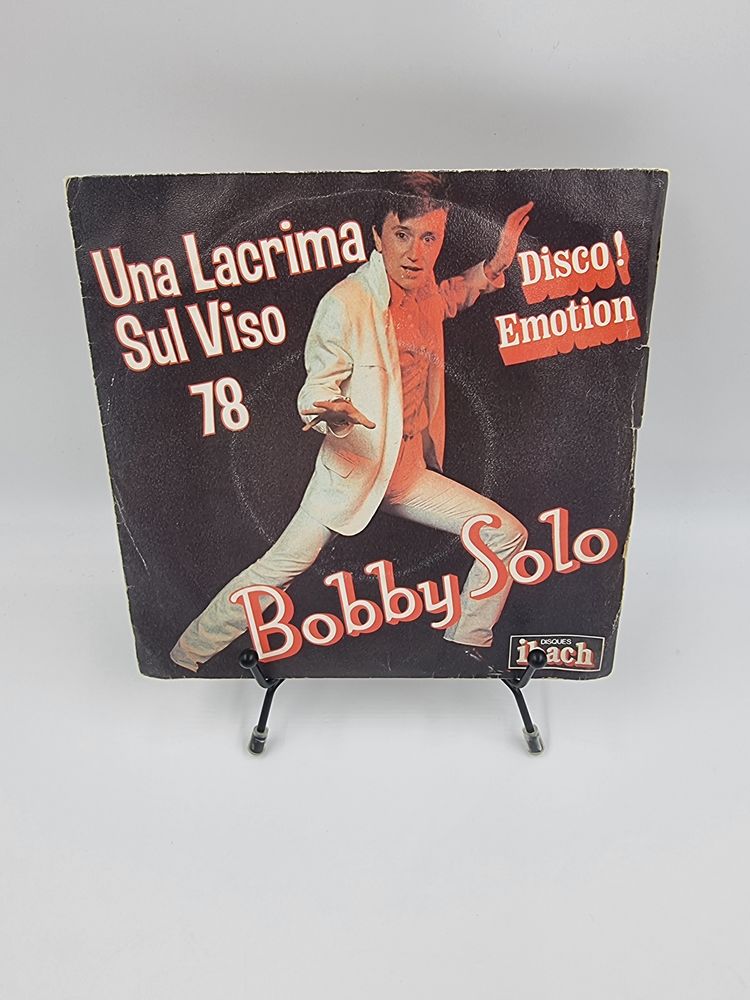 Una Lacrima
Sul Viso
78
Disco!
Emotion
Bobby Solo
DISQUES
ibach